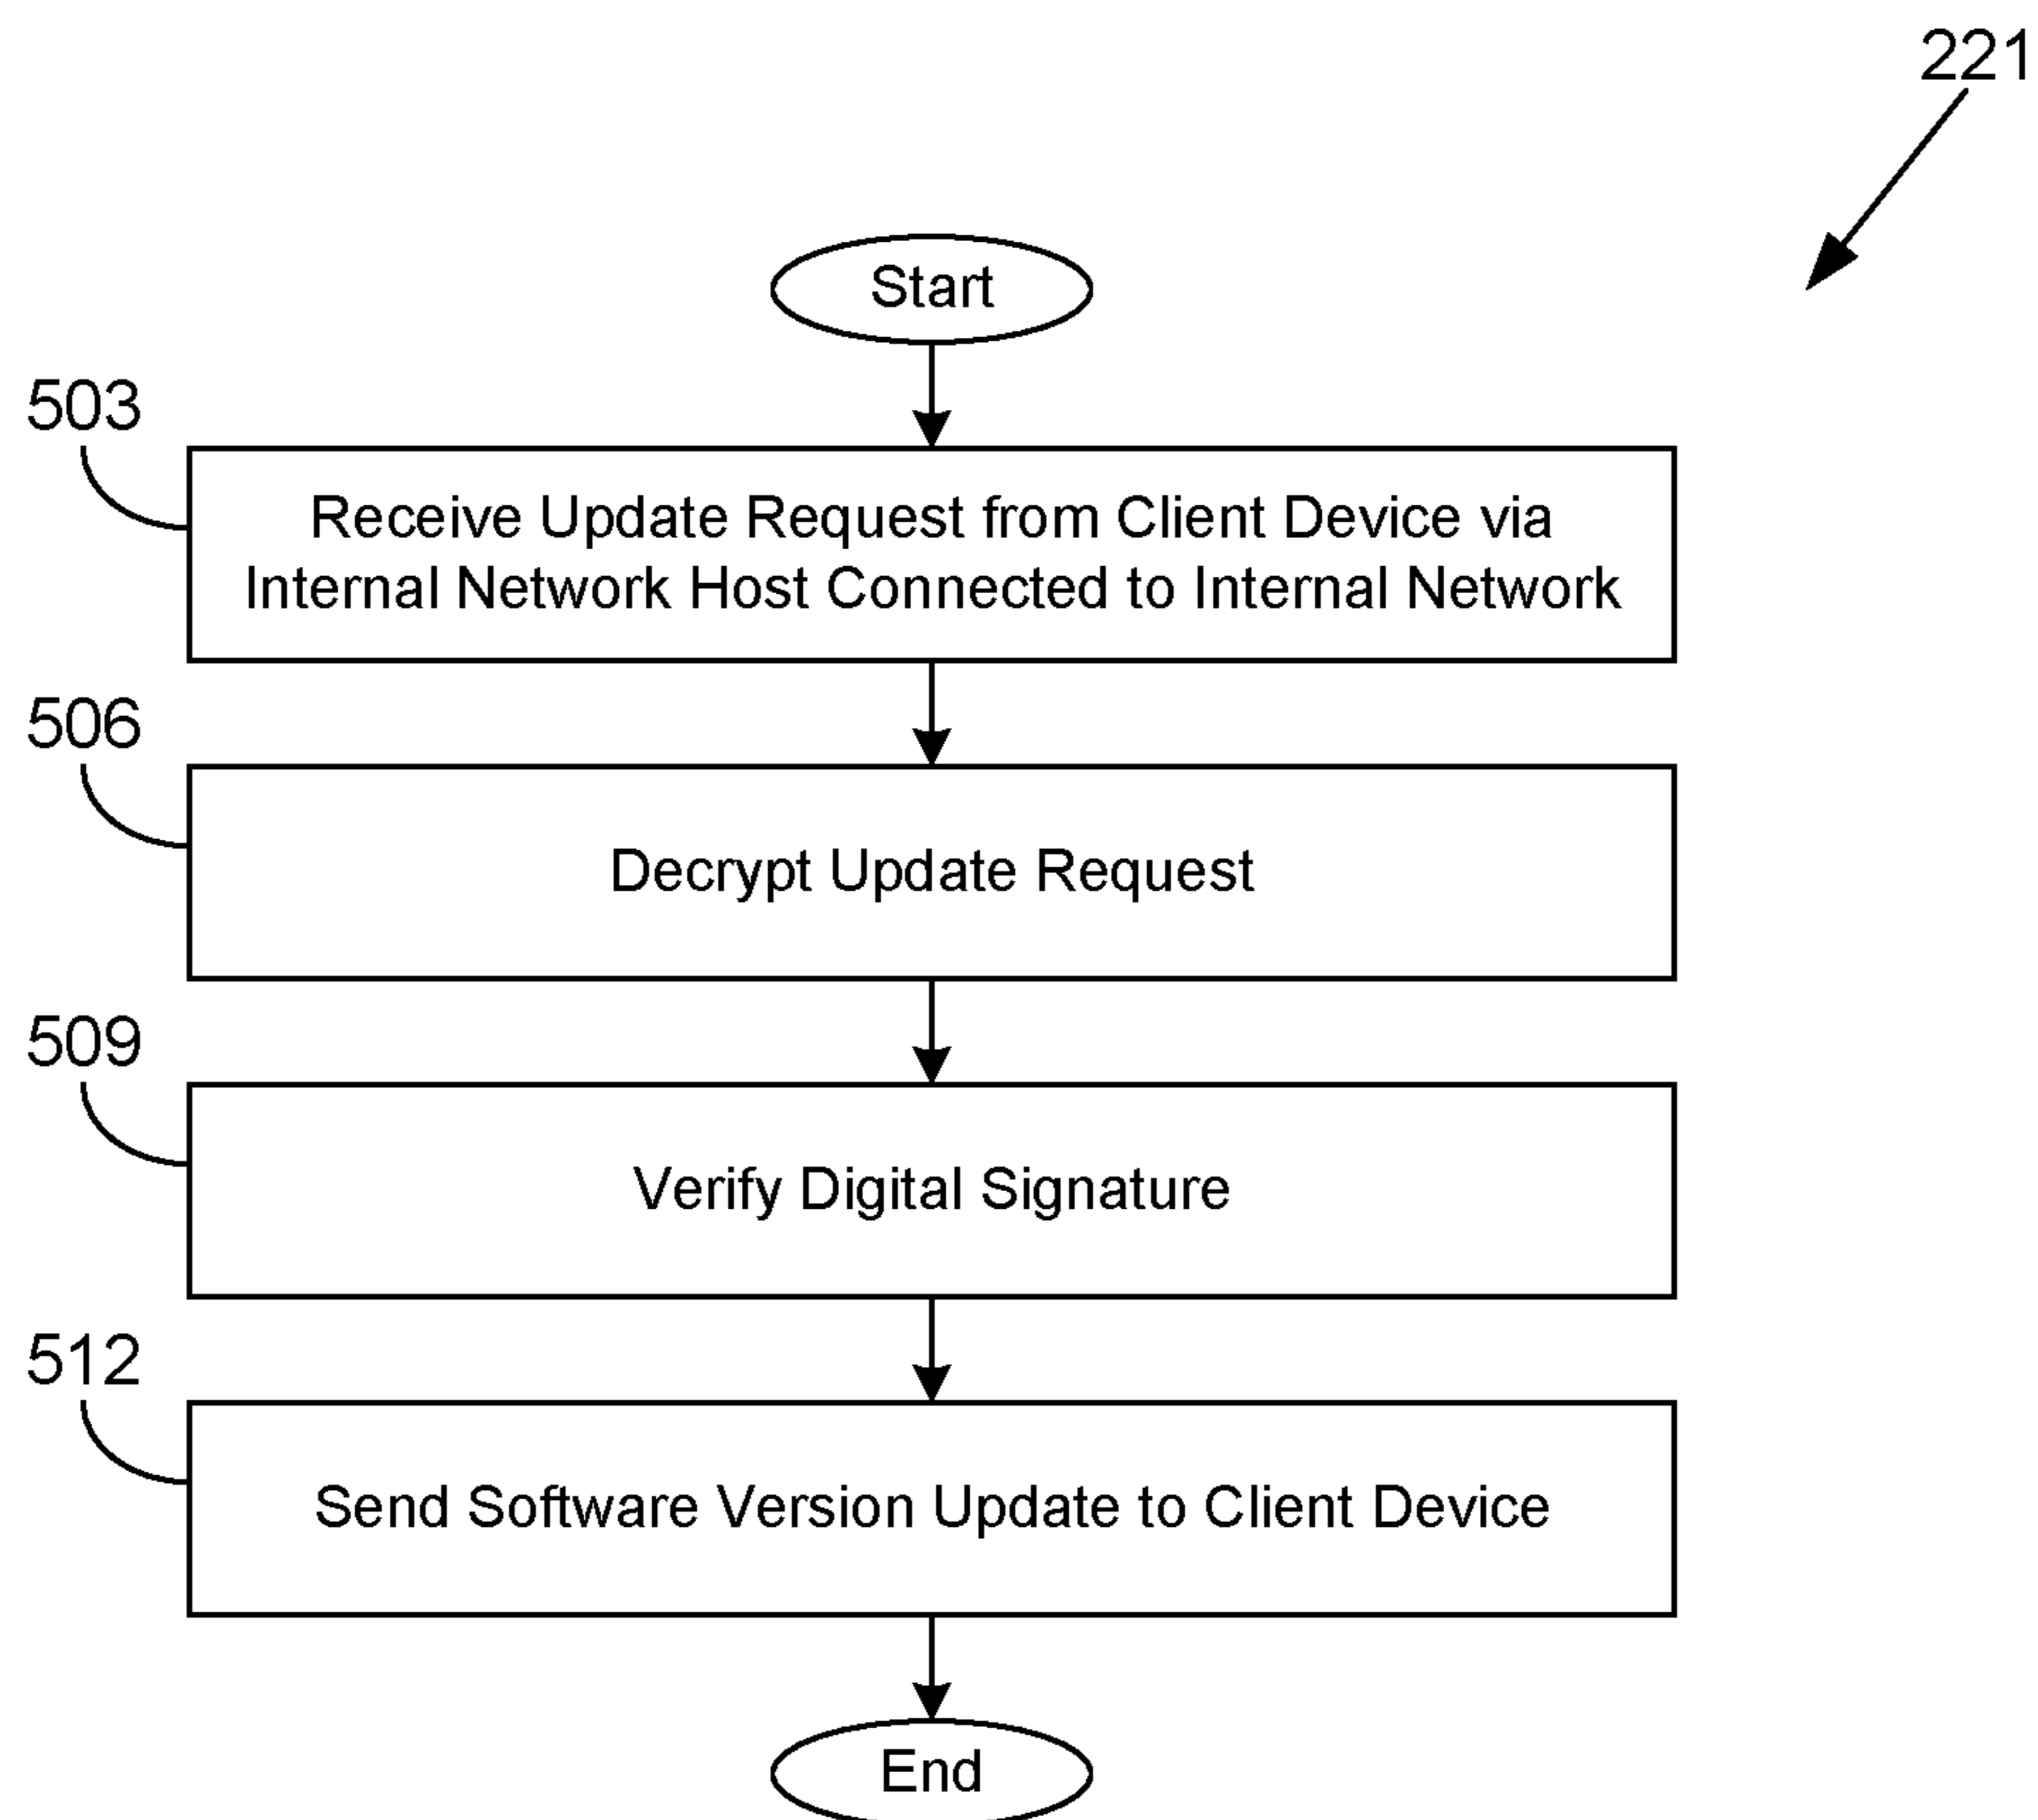 221
Start
503
Receive Update Request from Client Device via
Internal Network Host Connected to Internal Network
506
Decrypt Update Request
509
Verify Digital Signature
512
Send Software Version Update to Client Device
End